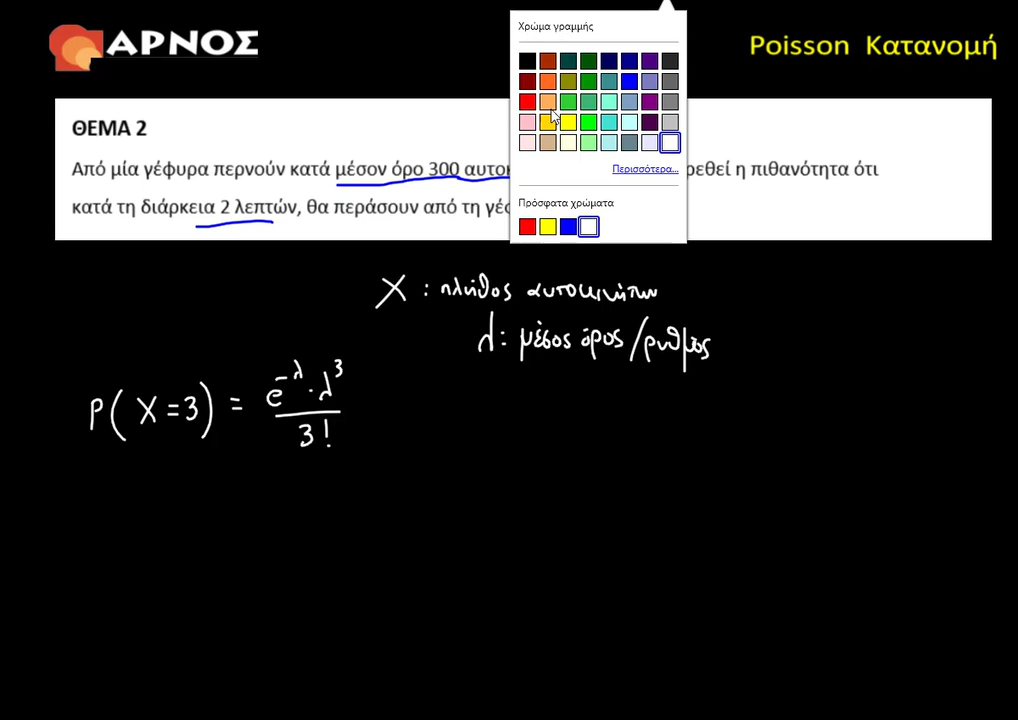 ΑΡΝΟΣ
Poisson Κατανομή
Χρώμα γραμμής
Περισσότερα...
Πρόσφατα χρώματα
ΘΕΜΑ 2
Από μία γέφυρα περνούν κατά μέσον όρο 300 ρεθεί η πιθανότητα ότι
κατά τη διάρκεια 2 λεπτών, θα περάσουν από τη
X : πλήθος αυτοκινήτων
λ: μέσος όρος/ρυθμός
P(X=3) = e^-λ · λ^3 / 3!